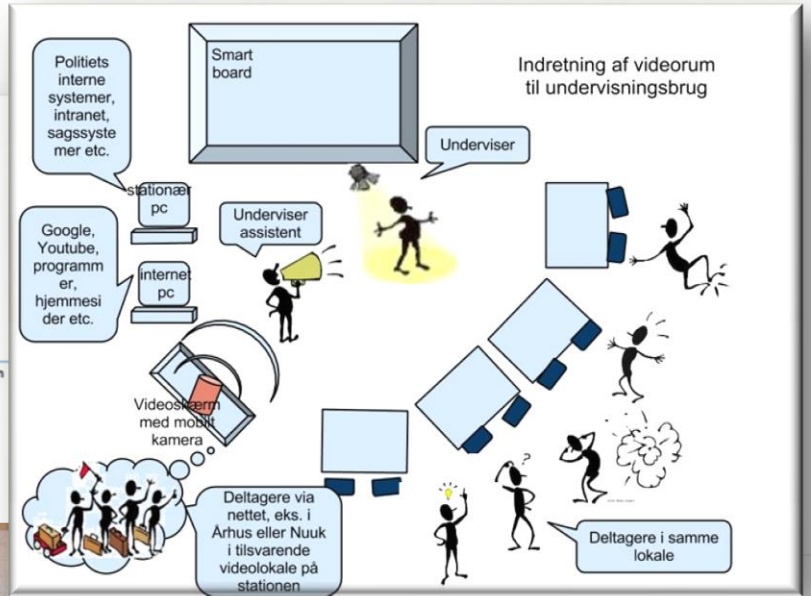 Indretning af videorum
til undervisningsbrug
Smart
board
Politiets
interne
systemer,
intranet,
sagssyste
mer etc.
Underviser
stationær
pc
Underviser
assistent
Google,
Youtube,
programm
er,
hjemmesi
der etc.
internet
pc
Videoskærm
med mobilt
kamera
Deltagere via
nettet, eks. i
Århus eller Nuuk
i tilsvarende
videolokale på
stationen
Deltagere i samme
lokale